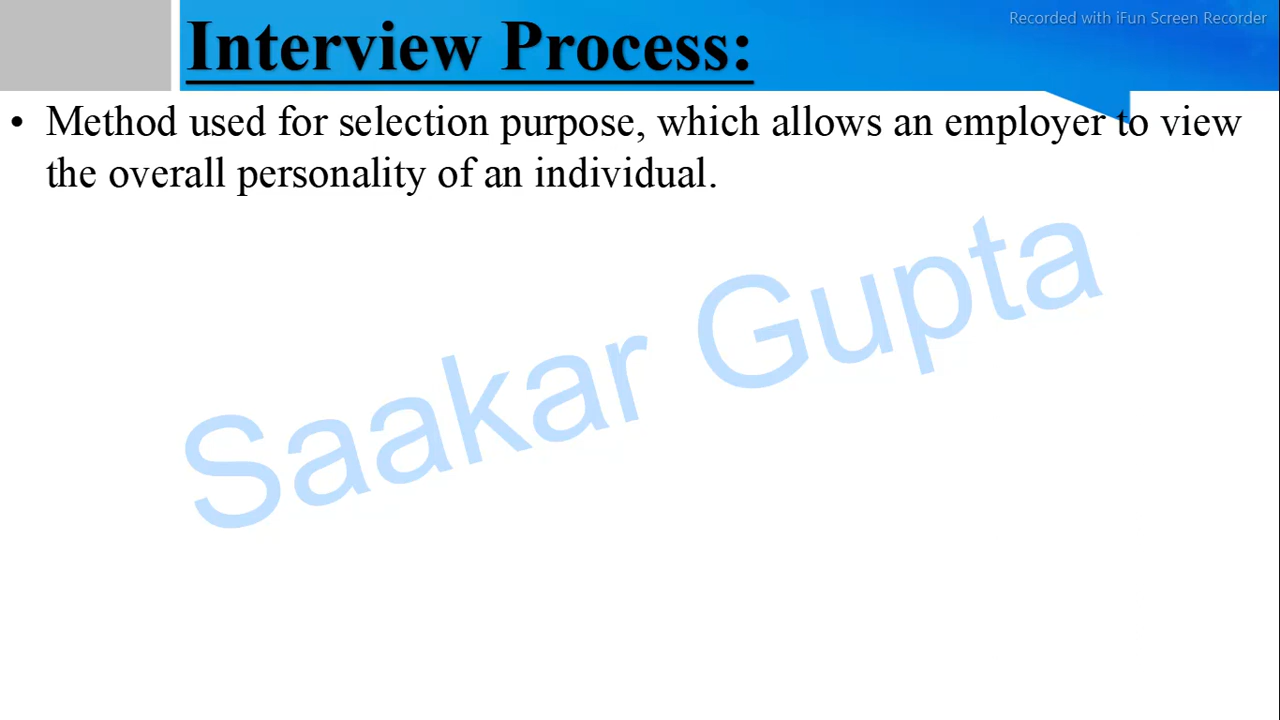 Interview Process:
Recorded with iFun Screen Recorder
• Method used for selection purpose, which allows an employer to view
the overall personality of an individual.
Saakar Gupta